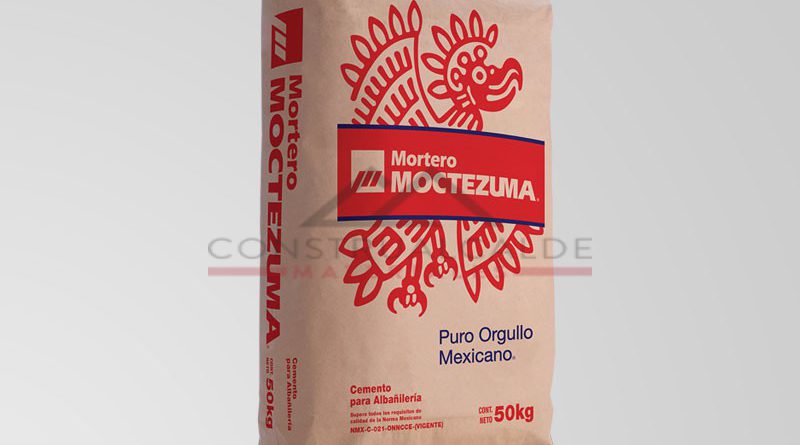 Mortero
MOCTEZUMA
CONT. NETO 50kg
Cemento
para Albañilería
Mortero
MOCTEZUMA®
Puro Orgullo
Mexicano®
Cemento
para Albañilería
Supera todos los requisitos de
calidad de la Norma Mexicana
NMX-C-021-ONNCCE-(VIGENTE)
CONT.
NETO 50kg